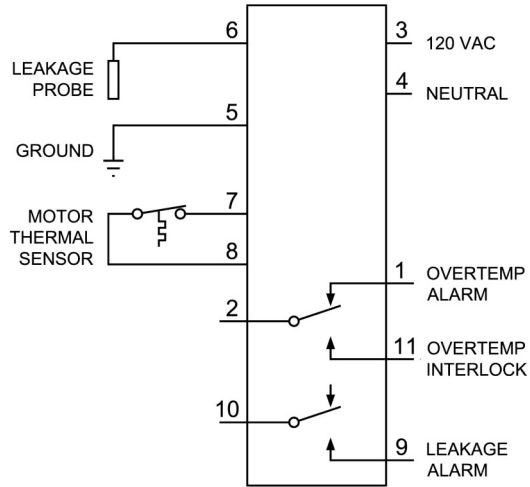 6
3
120 VAC
LEAKAGE
PROBE
4
NEUTRAL
5
GROUND
7
MOTOR
THERMAL
SENSOR
8
1
OVERTEMP
ALARM
2
11
OVERTEMP
INTERLOCK
10
9
LEAKAGE
ALARM